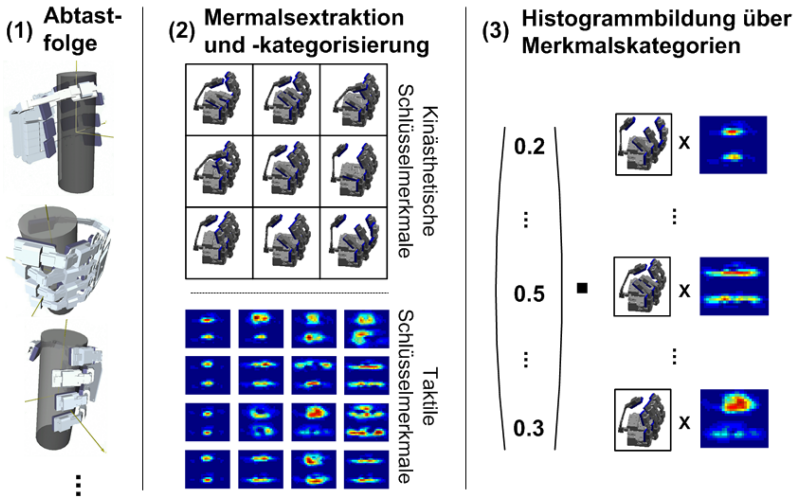 (1) Abtast-
folge
(2) Mermalsextraktion
und -kategorisierung
Kinästhetische
Schlüsselmerkmale
Taktile
Schlüsselmerkmale
(3) Histogrammbildung über
Merkmalskategorien
0.2
X
...
...
0.5
X
...
...
0.3
X
...